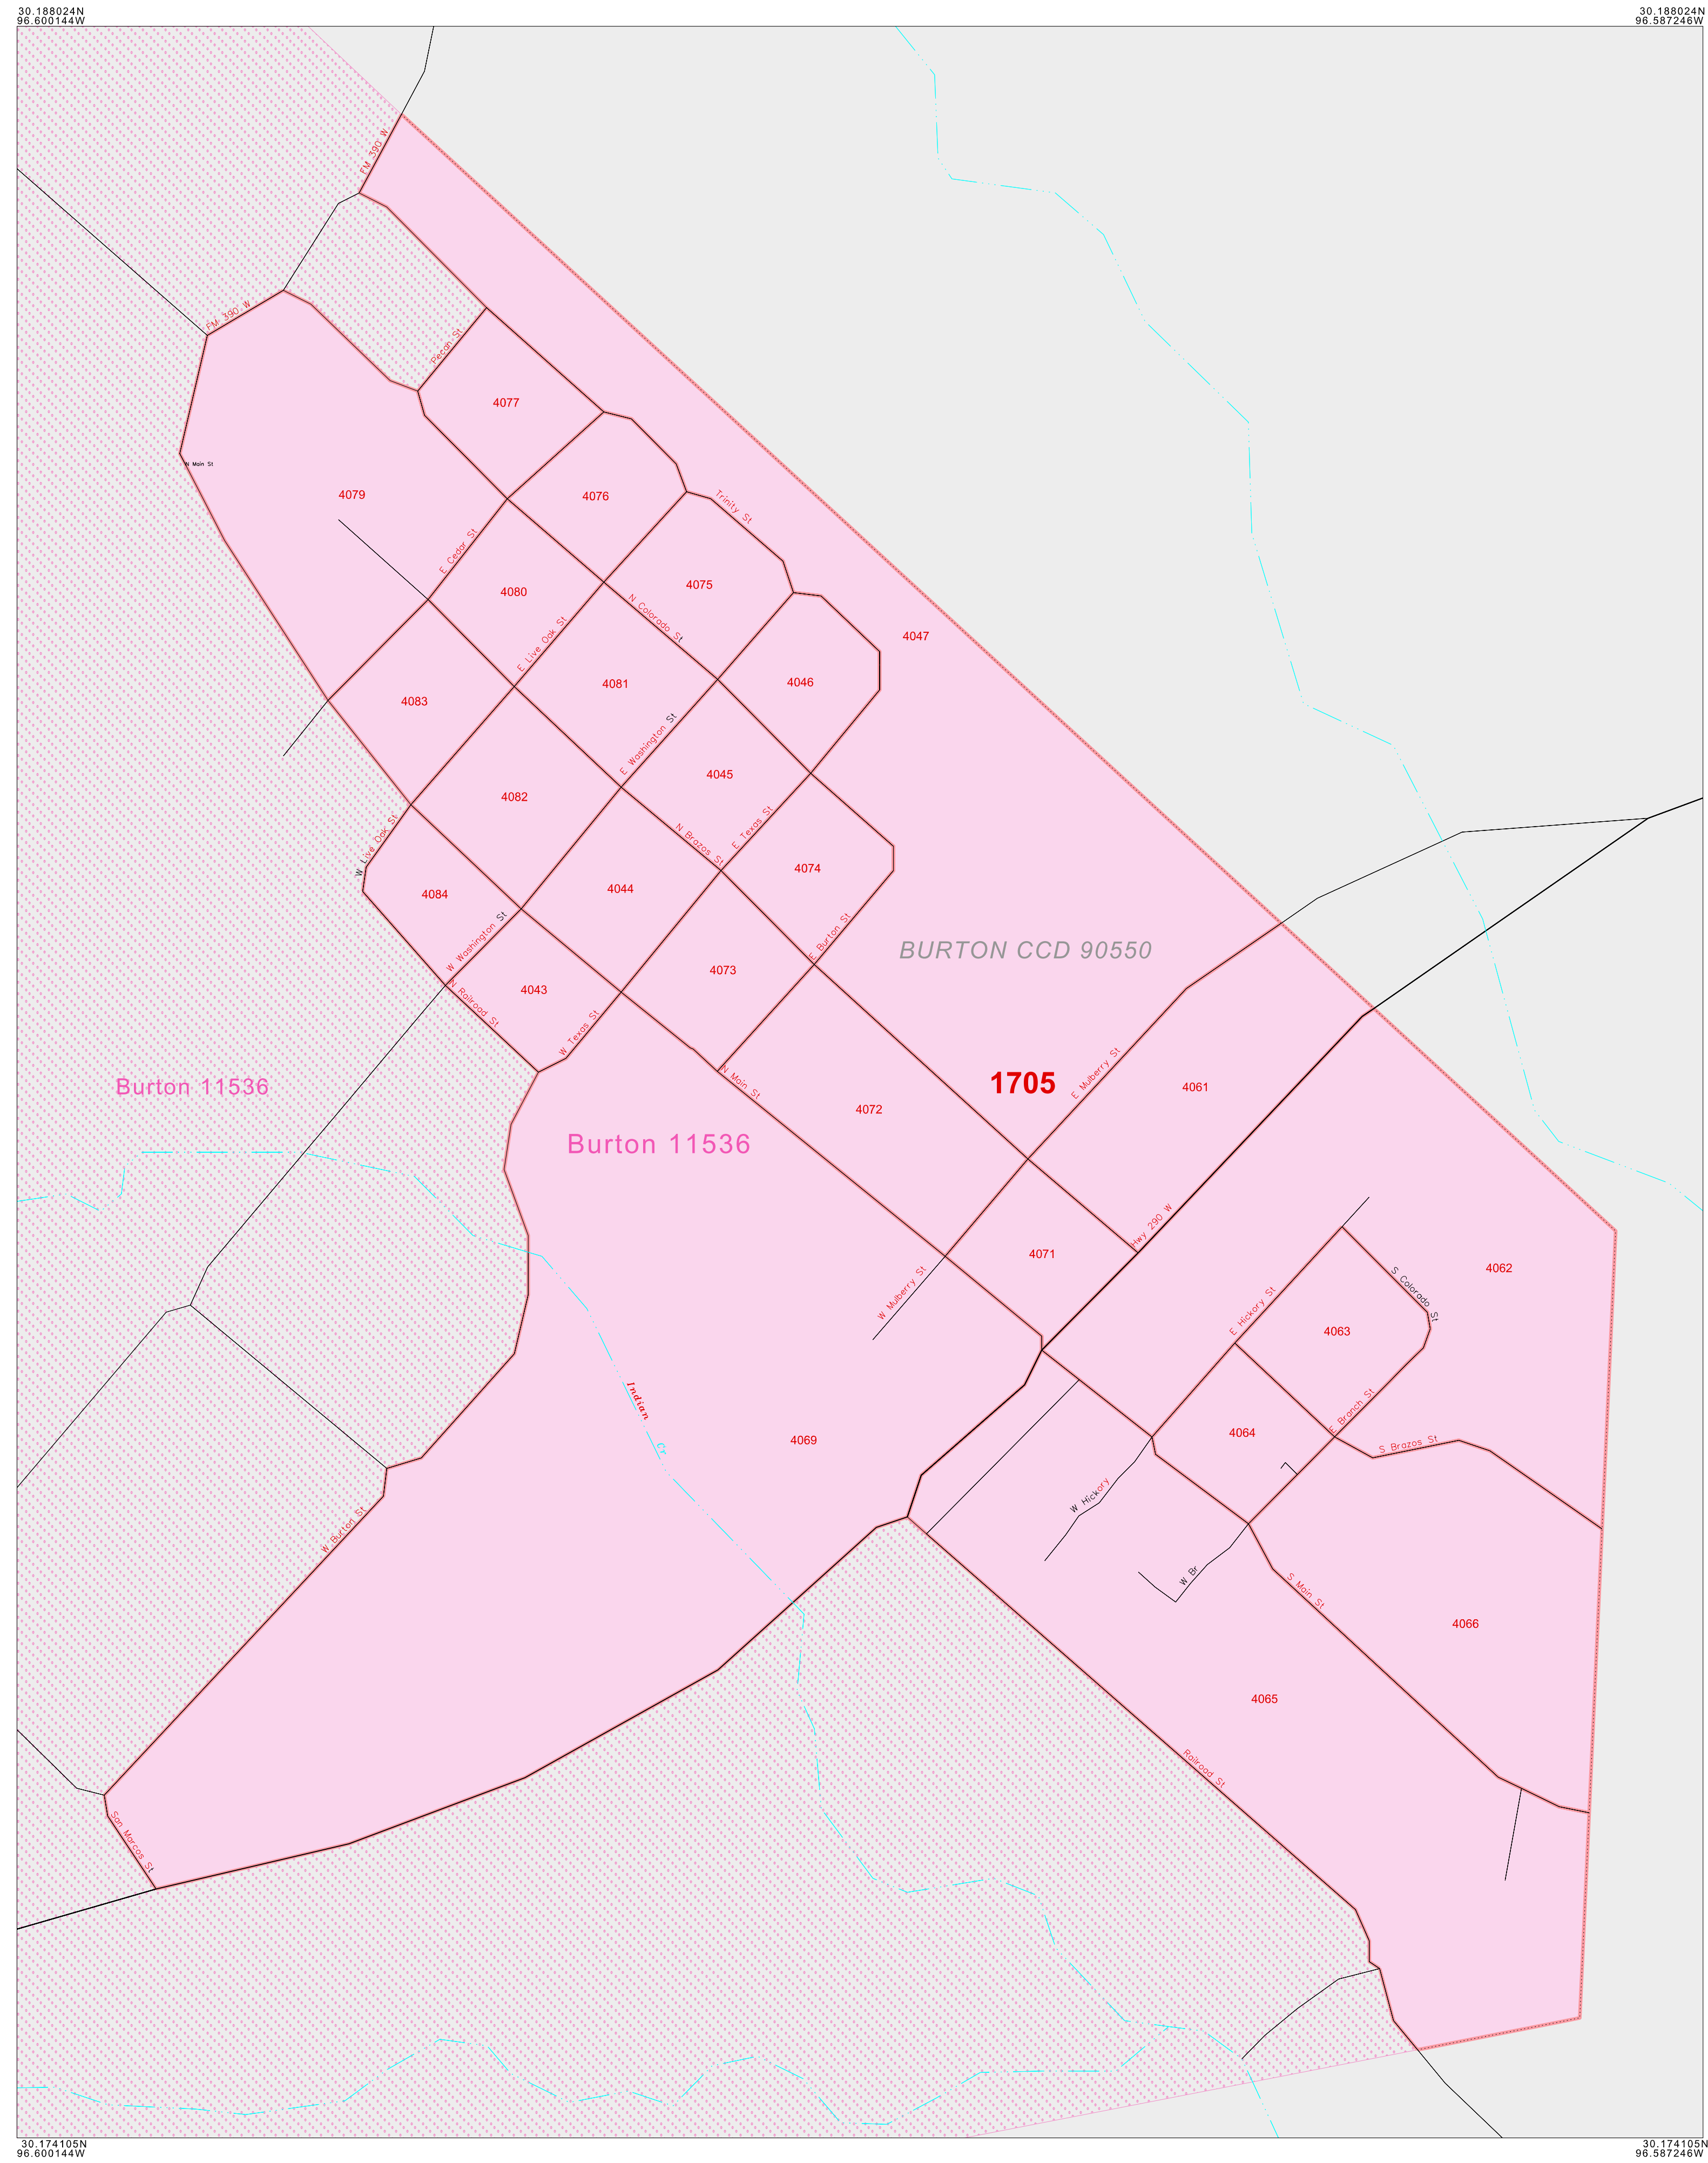 30.188024N
96.600144W
30.188024N
96.587246W
FM 390 W
FM 390 W
Pecan St
4077
N Main St
4079
4076
Trinity St
E Cedar St
4075
4080
N Colorado St
4047
E Live Oak St
4081
4046
4083
E Washington St
4045
4082
N Brazos St
E Texas St
W Live Oak St
4074
4084
4044
E Burton St
W Washington St
BURTON CCD 90550
4073
N Railroad St
4043
W Texas St
N Main St
1705
E Mulberry St
4061
Burton 11536
4072
Burton 11536
Hwy 290 W
4071
W Mulberry St
4062
S Colorado St
E Hickory St
4063
Indian Cr
4069
4064
E Branch St
S Brazos St
W Hickory
W Burton St
W Br
S Main St
4066
4065
Railroad St
San Marcos St
30.174105N
96.600144W
30.174105N
96.587246W